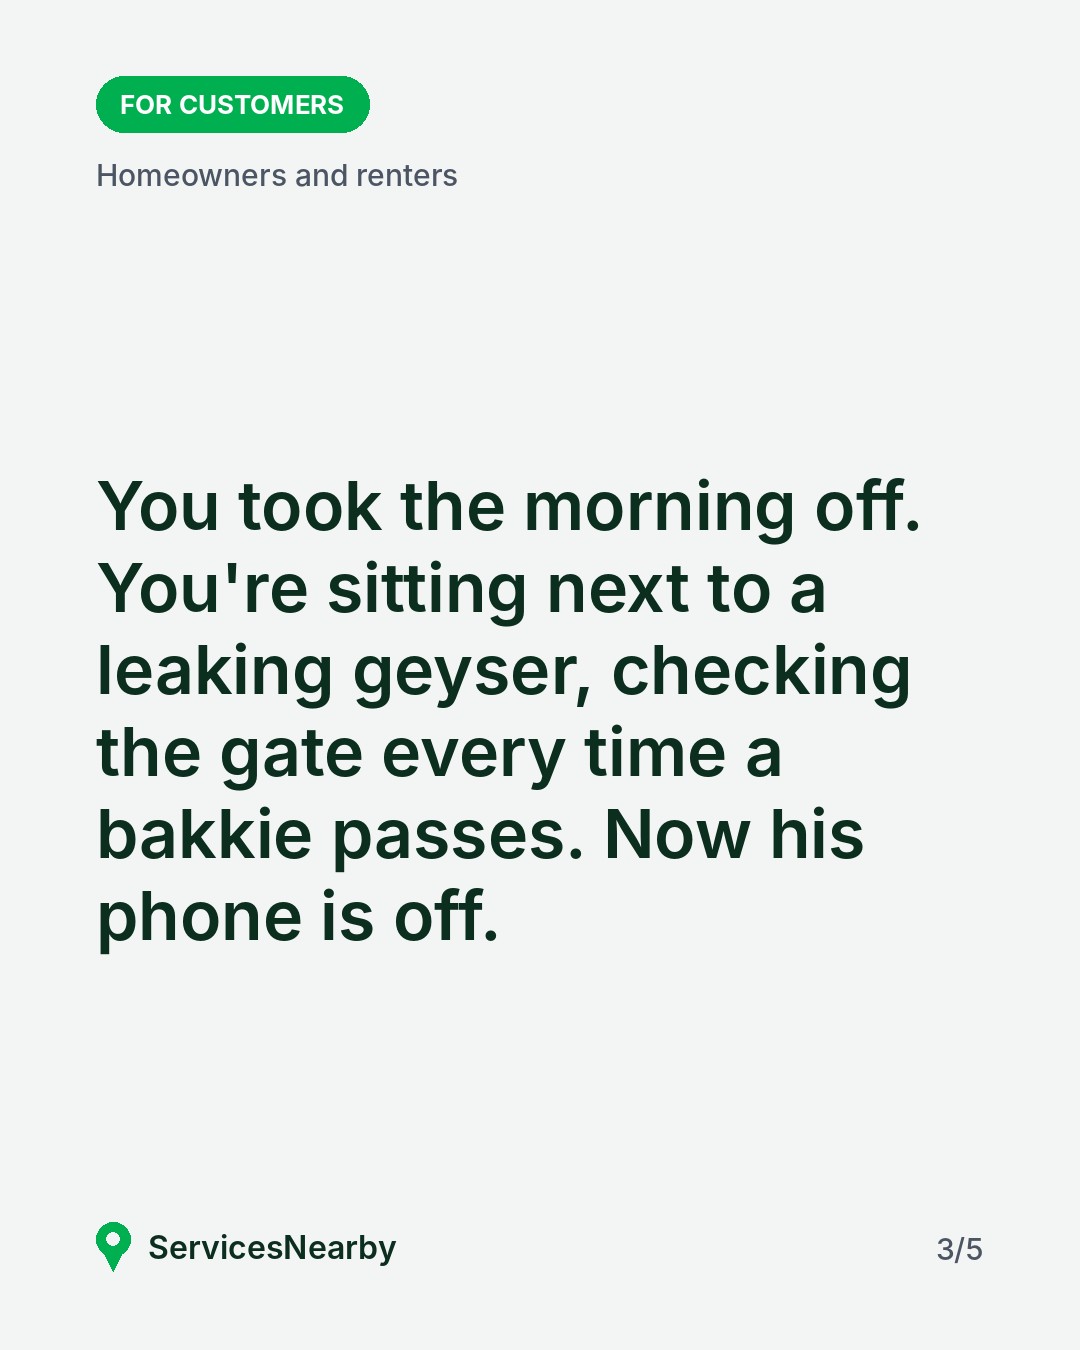 FOR CUSTOMERS
Homeowners and renters
You took the morning off.
You're sitting next to a
leaking geyser, checking
the gate every time a
bakkie passes. Now his
phone is off.
ServicesNearby
3/5